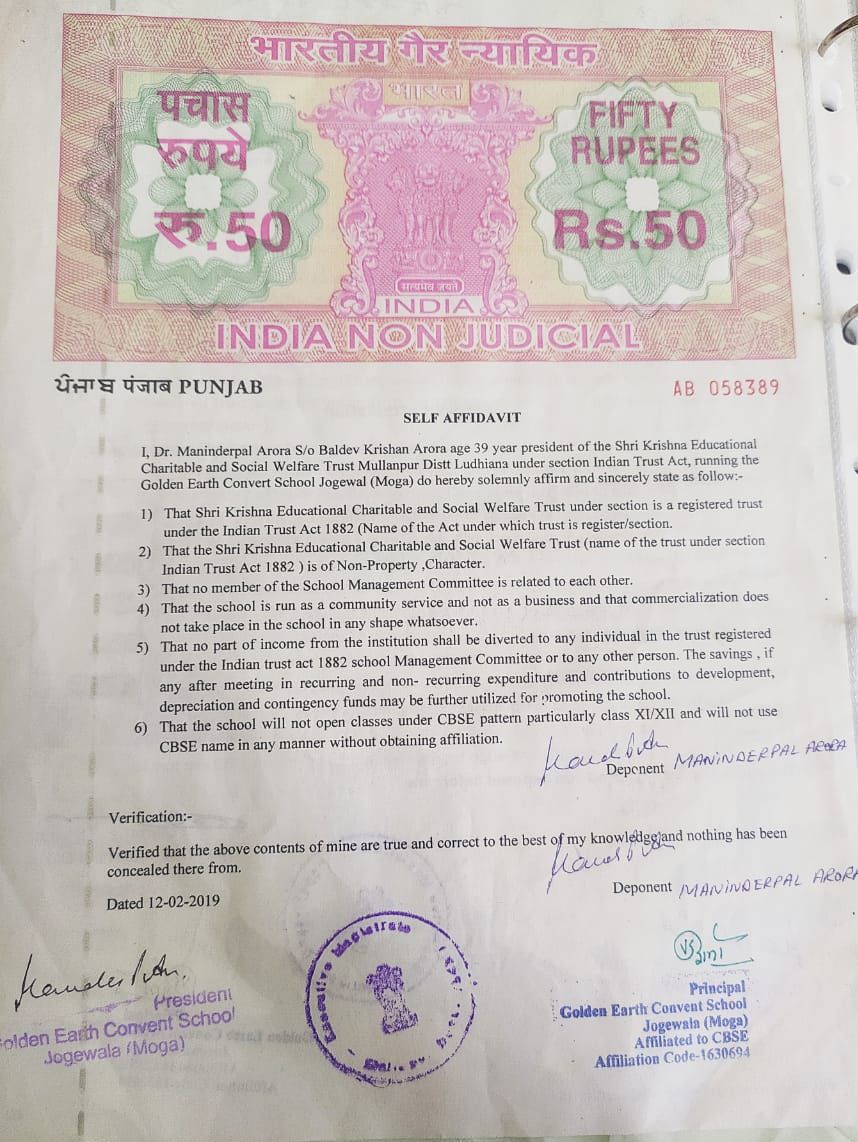 भारतीय गैर न्यायिक
भारत
पचास
रुपये
रु.50
FIFTY
RUPEES
Rs.50
सत्यमेव जयते
INDIA
INDIA NON JUDICIAL
ਪੰਜਾਬ पंजाब PUNJAB
AB 058389
SELF AFFIDAVIT
I, Dr. Maninderpal Arora S/o Baldev Krishan Arora age 39 year president of the Shri Krishna Educational
Charitable and Social Welfare Trust Mullanpur Distt Ludhiana under section Indian Trust Act, running the
Golden Earth Convert School Jogewal (Moga) do hereby solemnly affirm and sincerely state as follow:-
1) That Shri Krishna Educational Charitable and Social Welfare Trust under section is a registered trust
under the Indian Trust Act 1882 (Name of the Act under which trust is register/section.
2) That the Shri Krishna Educational Charitable and Social Welfare Trust (name of the trust under section
Indian Trust Act 1882 ) is of Non-Property ,Character.
3) That no member of the School Management Committee is related to each other.
4) That the school is run as a community service and not as a business and that commercialization does
not take place in the school in any shape whatsoever.
5) That no part of income from the institution shall be diverted to any individual in the trust registered
under the Indian trust act 1882 school Management Committee or to any other person. The savings , if
any after meeting in recurring and non- recurring expenditure and contributions to development,
depreciation and contingency funds may be further utilized for promoting the school.
6) That the school will not open classes under CBSE pattern particularly class XI/XII and will not use
CBSE name in any manner without obtaining affiliation.
Deponent MANINDERPAL ARORA
Verification:-
Verified that the above contents of mine are true and correct to the best of my knowledge and nothing has been
concealed there from.
Deponent MANINDERPAL ARORA
Dated 12-02-2019
President
olden Earth Convent School
Jogewala (Moga)
Executive Magistrate
Principal
Golden Earth Convent School
Jogewala (Moga)
Affiliated to CBSE
Affiliation Code-1630694